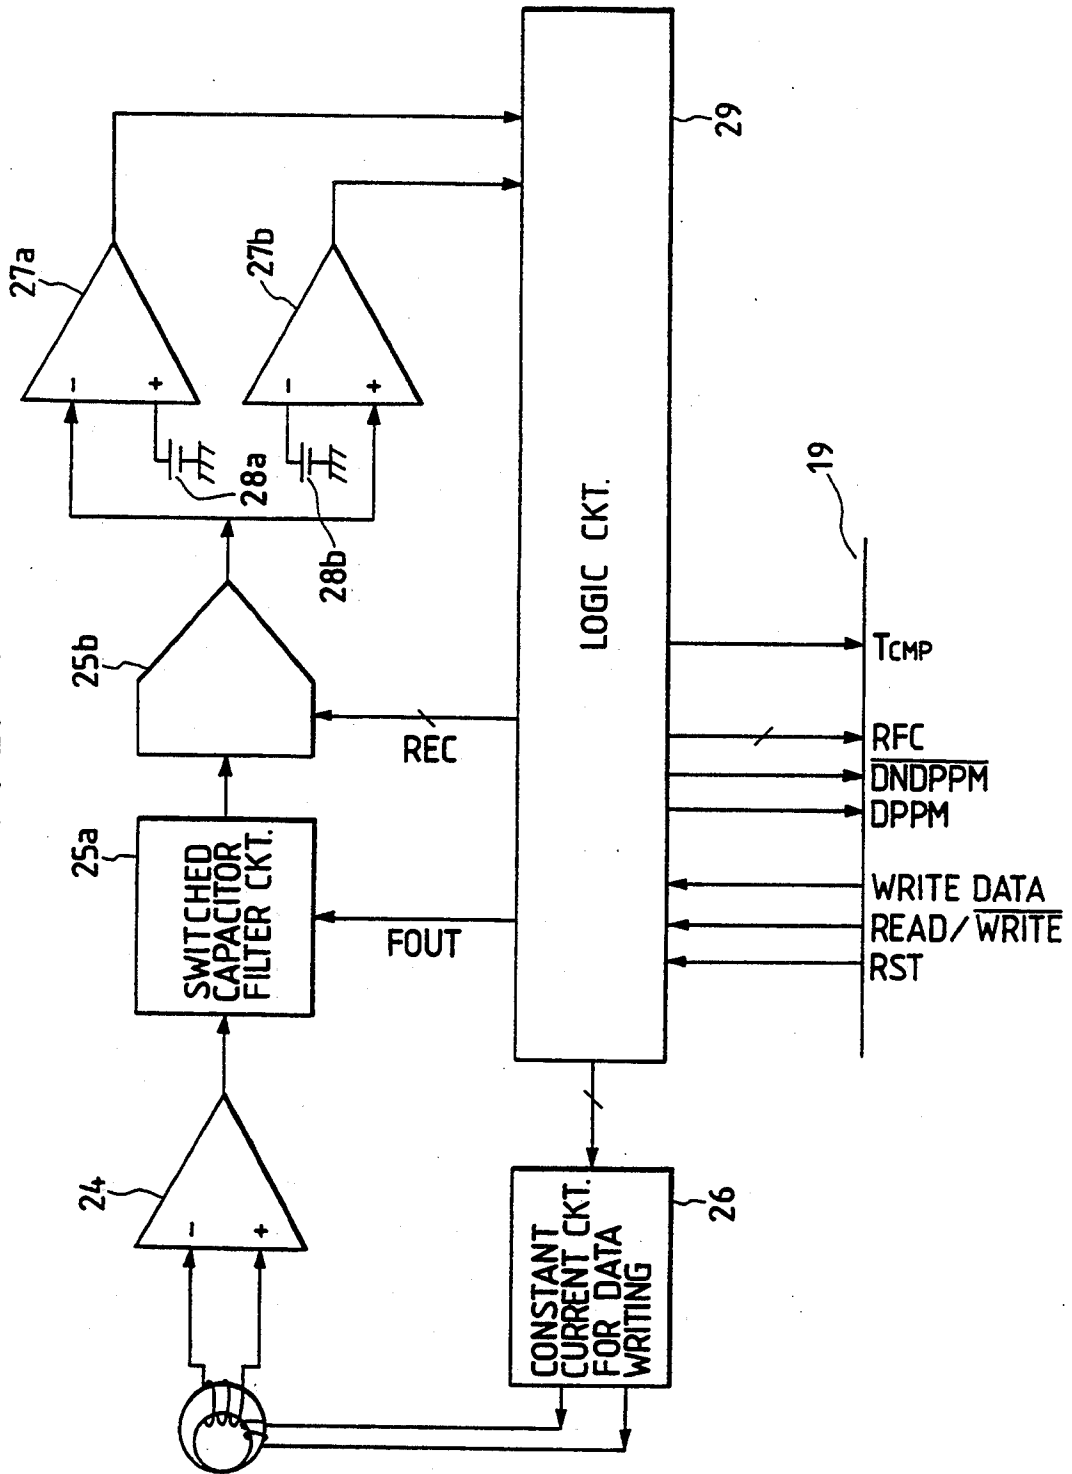 24
-
+
25a
SWITCHED
CAPACITOR
FILTER CKT.
25b
27a
-
+
28a
27b
-
+
28b
FOUT
REC
CONSTANT
CURRENT CKT.
FOR DATA
WRITING
26
LOGIC CKT.
29
19
RST
READ/WRITE
WRITE DATA
DPPM
DNDPPM
RFC
TCMP